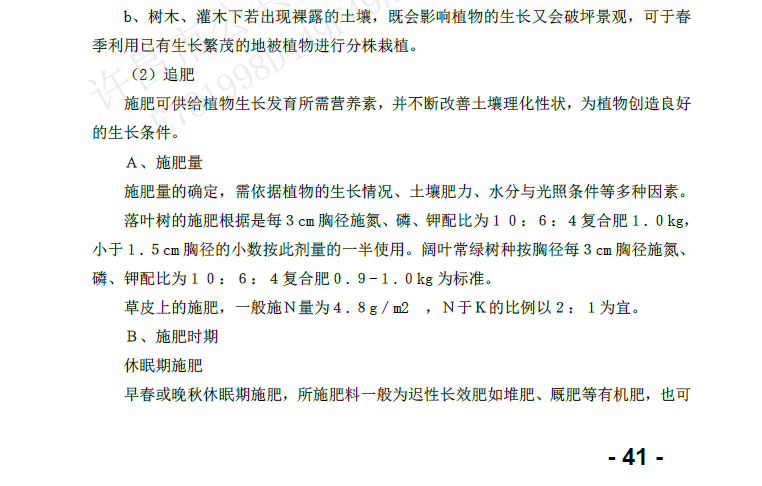 b、树木、灌木下若出现裸露的土壤，既会影响植物的生长又会破坏景观，可于春
季利用已有生长繁茂的地被植物进行分株栽植。
（2）追肥
施肥可供给植物生长发育所需营养素，并不断改善土壤理化性状，为植物创造良好
的生长条件。
Ａ、施肥量
施肥量的确定，需依据植物的生长情况、土壤肥力、水分与光照条件等多种因素。
落叶树的施肥根据是每３cm胸径施氮、磷、钾配比为１０：６：４复合肥１.０kg，
小于１.５cm胸径的小数按此剂量的一半使用。阔叶常绿树种按胸径每３cm胸径施氮、
磷、钾配比为１０：６：４复合肥０.９-１.０kg为标准。
草皮上的施肥，一般施Ｎ量为４.８g／m2 ，Ｎ于Ｋ的比例以２：１为宜。
Ｂ、施肥时期
休眠期施肥
早春或晚秋休眠期施肥，所施肥料一般为迟性长效肥如堆肥、厩肥等有机肥，也可
- 41 -